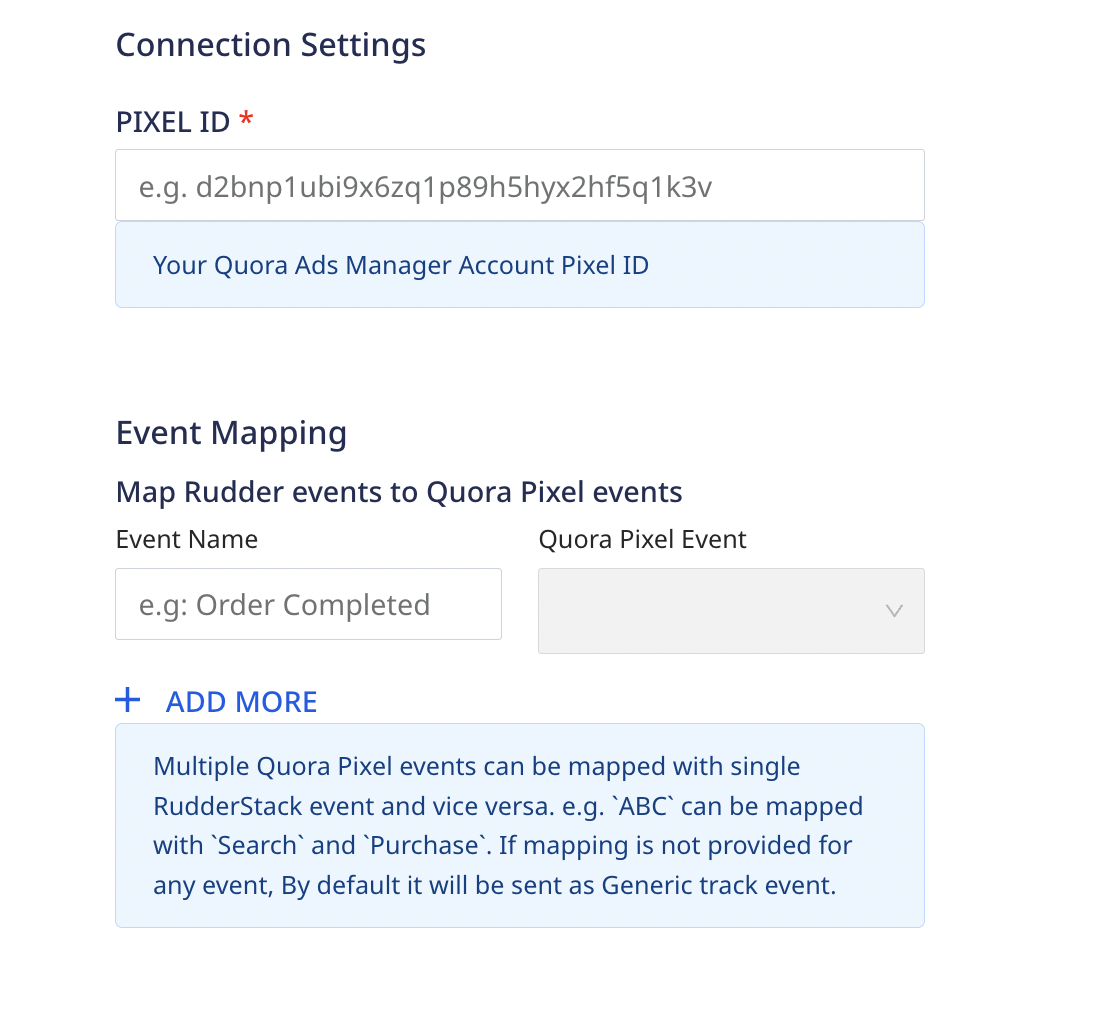 Connection Settings
PIXEL ID *
e.g. d2bnp1ubi9x6zq1p89h5hyx2hf5q1k3v
Your Quora Ads Manager Account Pixel ID
Event Mapping
Map Rudder events to Quora Pixel events
Event Name
Quora Pixel Event
e.g: Order Completed
+ ADD MORE
Multiple Quora Pixel events can be mapped with single
RudderStack event and vice versa. e.g. `ABC` can be mapped
with `Search` and `Purchase`. If mapping is not provided for
any event, By default it will be sent as Generic track event.